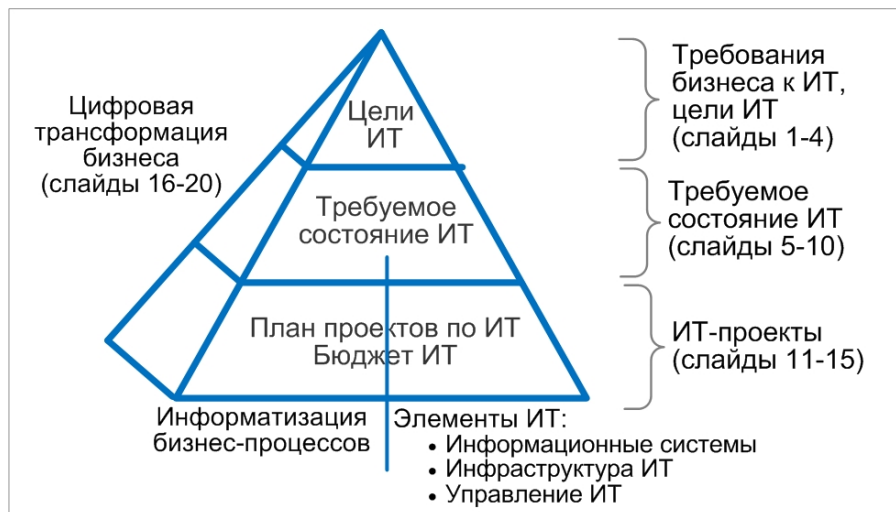 Цифровая
трансформация
бизнеса
(слайды 16-20)
Цели
ИТ
Требования
бизнеса к ИТ,
цели ИТ
(слайды 1-4)
Требуемое
состояние ИТ
Требуемое
состояние ИТ
(слайды 5-10)
План проектов по ИТ
Бюджет ИТ
ИТ-проекты
(слайды 11-15)
Информатизация
бизнес-процессов
Элементы ИТ:
• Информационные системы
• Инфраструктура ИТ
• Управление ИТ